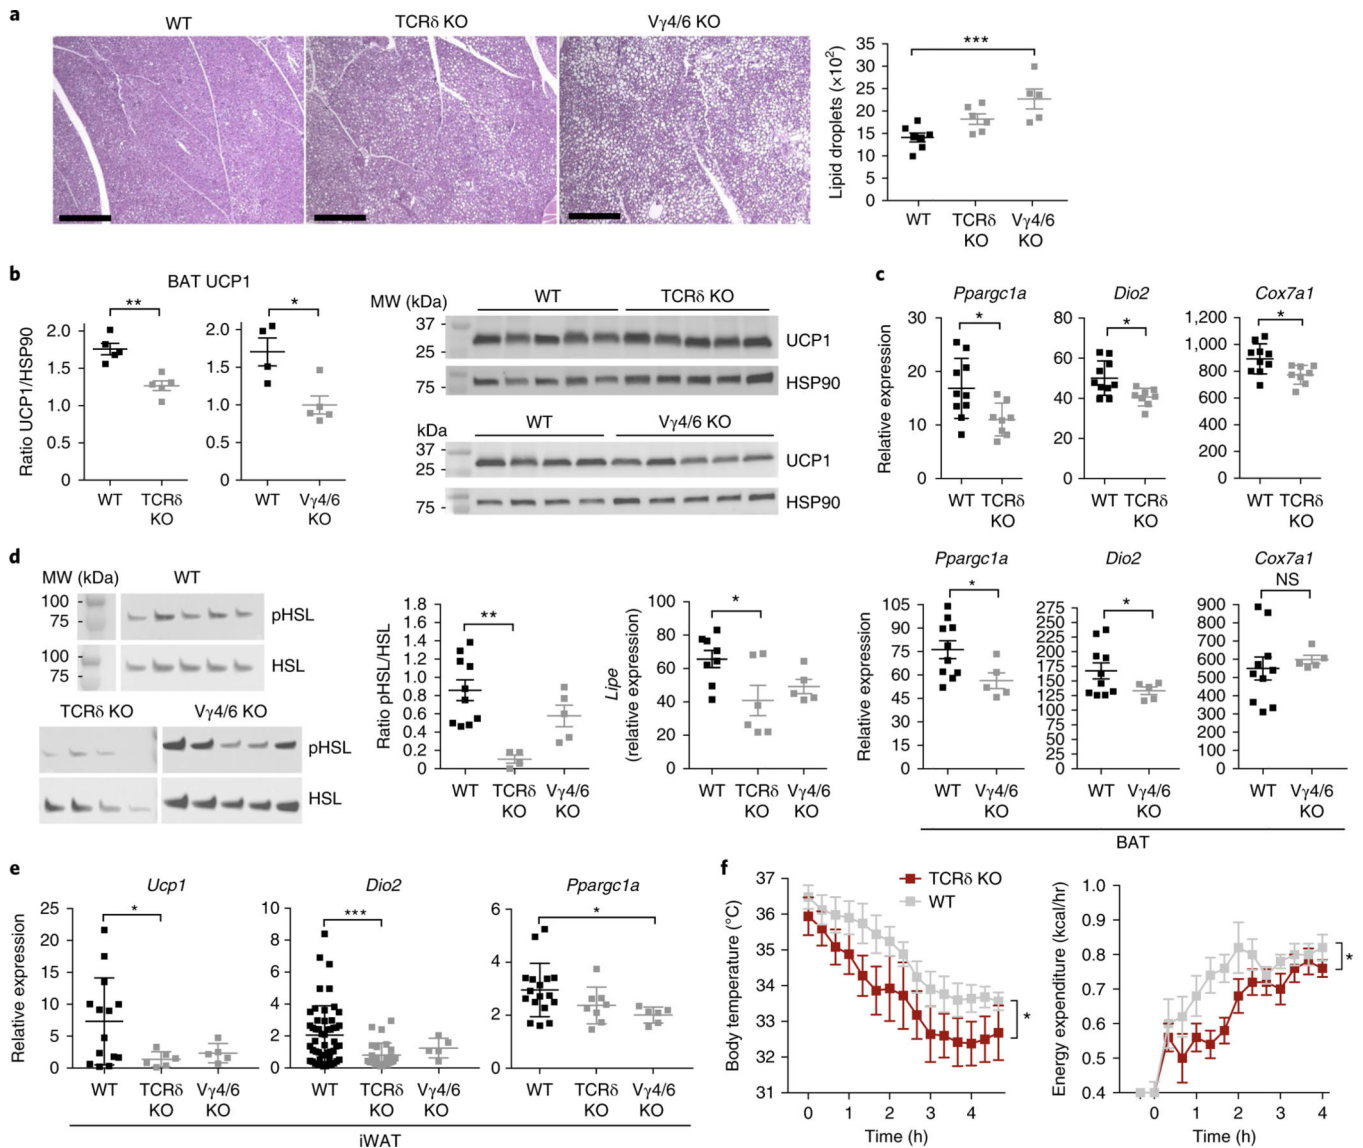 a
WT
TCRδ KO
Vγ4/6 KO
Lipid droplets (×10²)
35
30
25
20
15
10
5
0
***
WT
TCRδ
KO
Vγ4/6
KO
b
BAT UCP1
Ratio UCP1/HSP90
2.0
1.5
1.0
0.5
0
**
WT
TCRδ
KO
2.0
1.5
1.0
0.5
0
*
WT
Vγ4/6
KO
MW (kDa)
WT
TCRδ KO
37
25
UCP1
75
HSP90
kDa
WT
Vγ4/6 KO
37
25
UCP1
75
HSP90
c
Ppargc1a
Dio2
Cox7a1
Relative expression
30
20
10
0
*
WT
TCRδ
KO
80
60
40
20
0
*
WT
TCRδ
KO
1,200
1,000
800
600
400
200
0
*
WT
TCRδ
KO
Ppargc1a
Dio2
Cox7a1
Relative expression
105
90
75
60
45
30
15
0
*
WT
Vγ4/6
KO
275
250
225
200
175
150
125
100
75
50
25
0
*
WT
Vγ4/6
KO
900
800
700
600
500
400
300
200
100
0
NS
WT
Vγ4/6
KO
BAT
d
MW (kDa)
WT
100
75
pHSL
100
75
HSL
TCRδ KO
Vγ4/6 KO
pHSL
HSL
Ratio pHSL/HSL
1.8
1.6
1.4
1.2
1.0
0.8
0.6
0.4
0.2
0
**
WT
TCRδ
KO
Vγ4/6
KO
Lipe
(relative expression)
100
80
60
40
20
0
*
WT
TCRδ
KO
Vγ4/6
KO
e
Ucp1
Dio2
Ppargc1a
Relative expression
25
20
15
10
5
0
*
WT
TCRδ
KO
Vγ4/6
KO
10
8
6
4
2
0
***
WT
TCRδ
KO
Vγ4/6
KO
6
4
2
0
*
WT
TCRδ
KO
Vγ4/6
KO
iWAT
f
TCRδ KO
WT
Body temperature (°C)
37
36
35
34
33
32
31
*
0 1 2 3 4
Time (h)
Energy expenditure (kcal/hr)
1.0
0.9
0.8
0.7
0.6
0.5
0.4
*
0 1 2 3 4
Time (h)